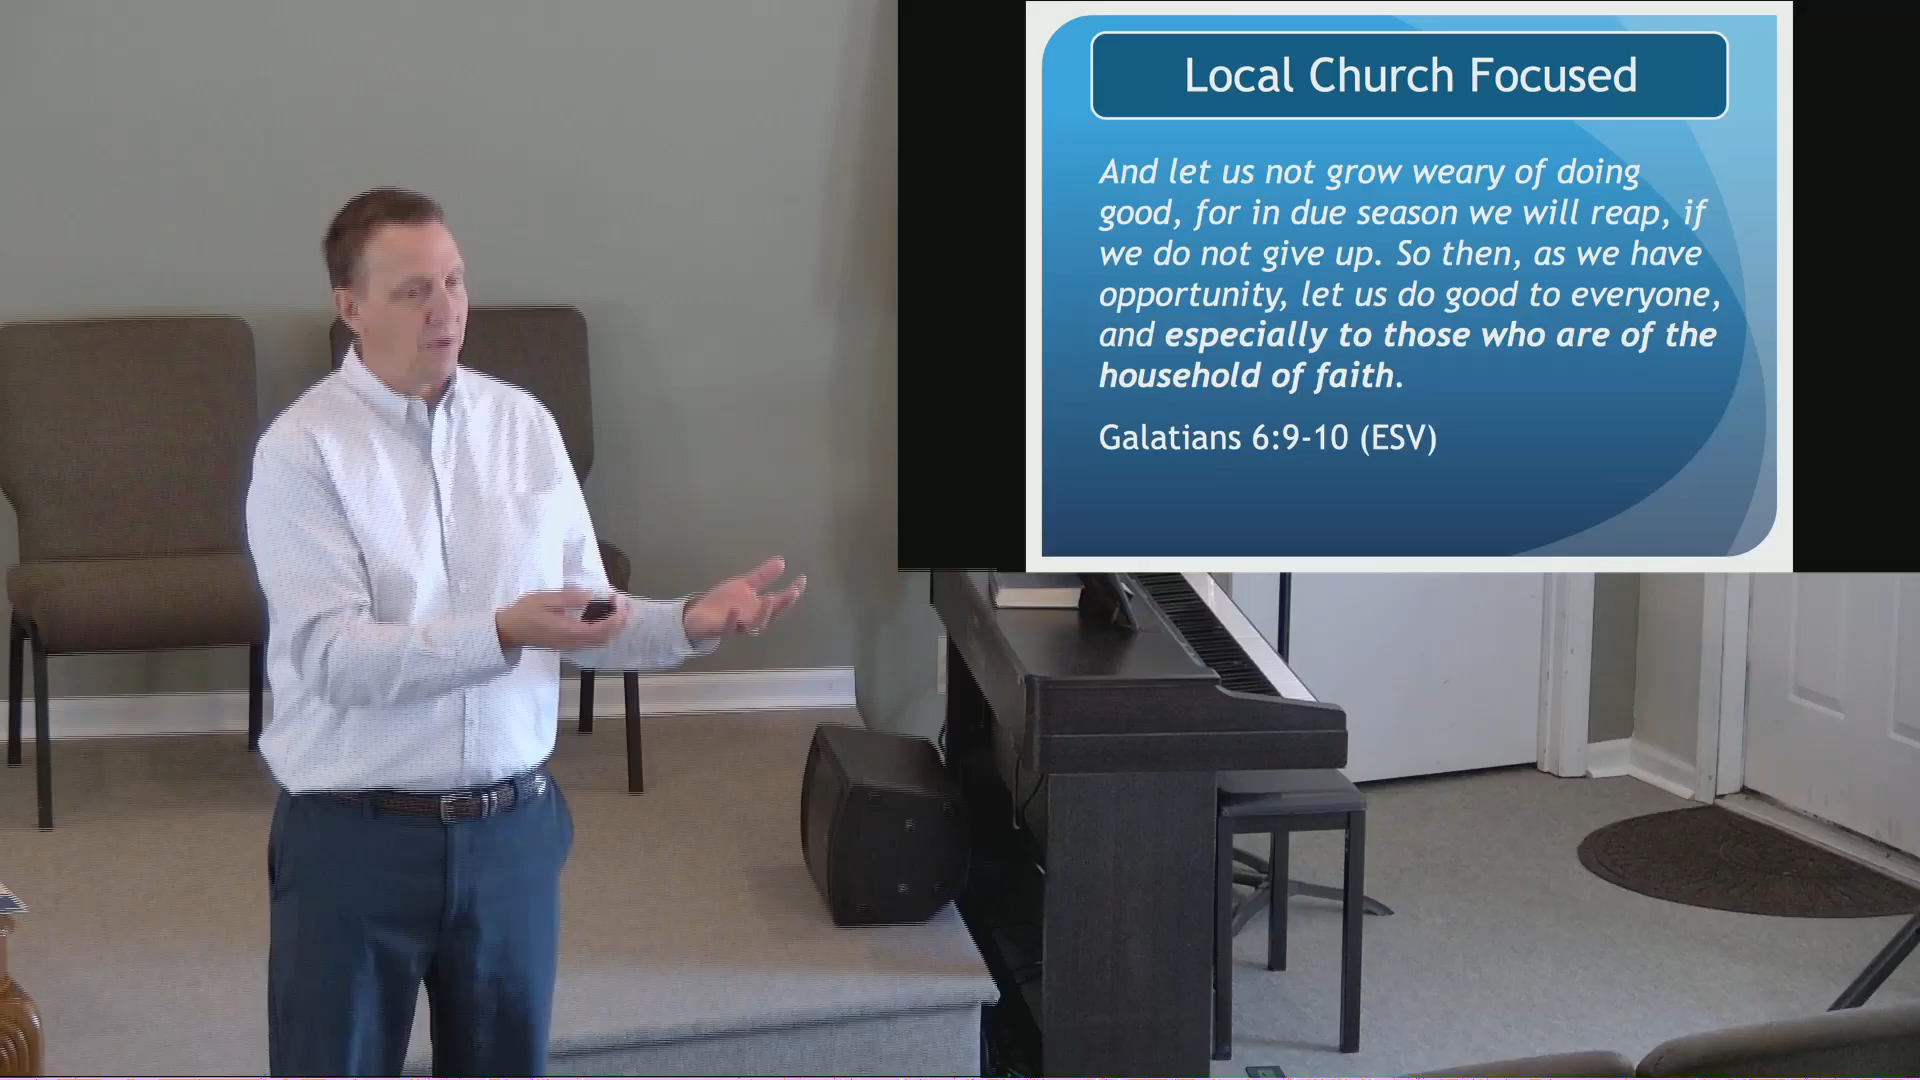 Local Church Focused
And let us not grow weary of doing
good, for in due season we will reap, if
we do not give up. So then, as we have
opportunity, let us do good to everyone,
and especially to those who are of the
household of faith.
Galatians 6:9-10 (ESV)